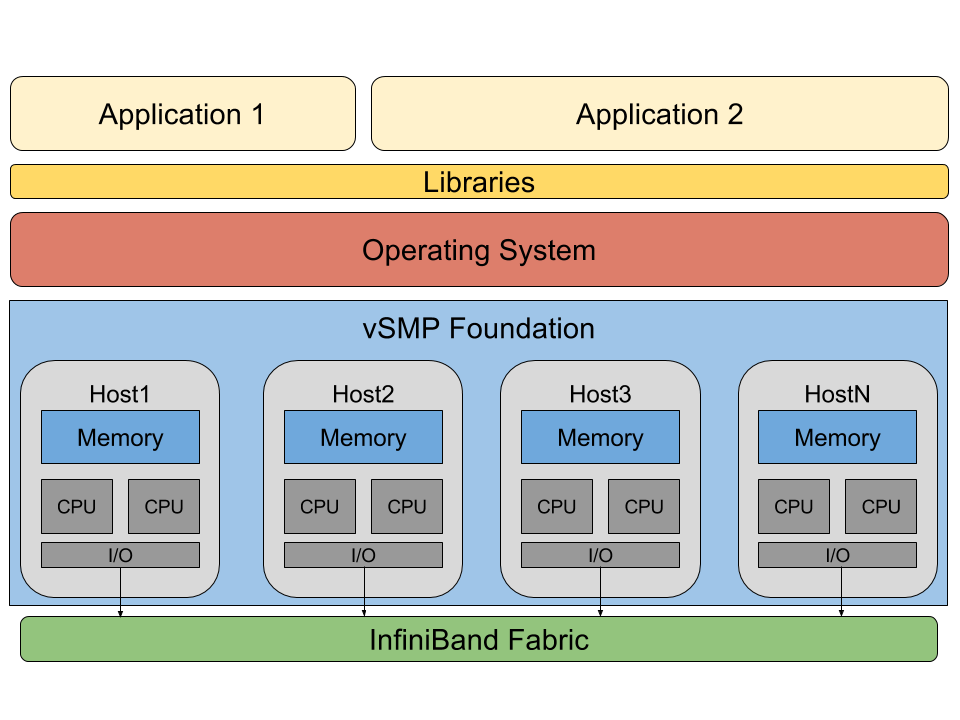 Application 1
Application 2
Libraries
Operating System
vSMP Foundation
Host1
Memory
CPU
CPU
I/O
Host2
Memory
CPU
CPU
I/O
Host3
Memory
CPU
CPU
I/O
HostN
Memory
CPU
CPU
I/O
InfiniBand Fabric